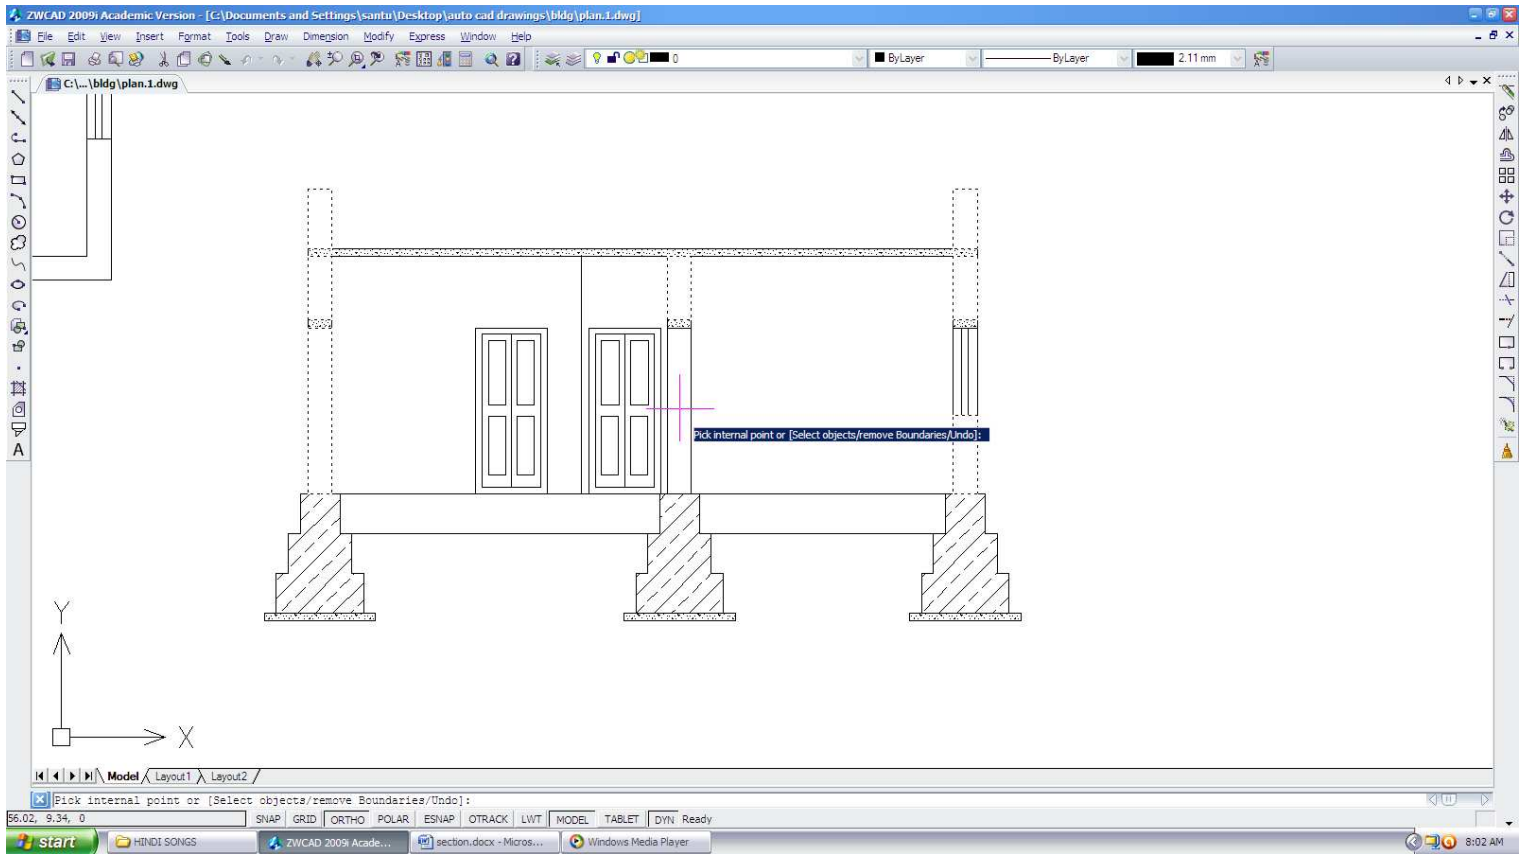 ZWCAD 2009i Academic Version - [C:\Documents and Settings\santu\Desktop\auto cad drawings\bldg\plan.1.dwg]
File Edit View Insert Format Tools Draw Dimension Modify Express Window Help
0 ByLayer ByLayer 2.11 mm
C:\...\bldg\plan.1.dwg
A
Pick internal point or [Select objects/remove Boundaries/Undo]:
Y
X
Model Layout1 Layout2
Pick internal point or [Select objects/remove Boundaries/Undo]:
56.02, 9.34, 0 SNAP GRID ORTHO POLAR ESNAP OTRACK LWT MODEL TABLET DYN Ready
start HINDI SONGS ZWCAD 2009i Acade... section.docx - Micros... Windows Media Player 8:02 AM